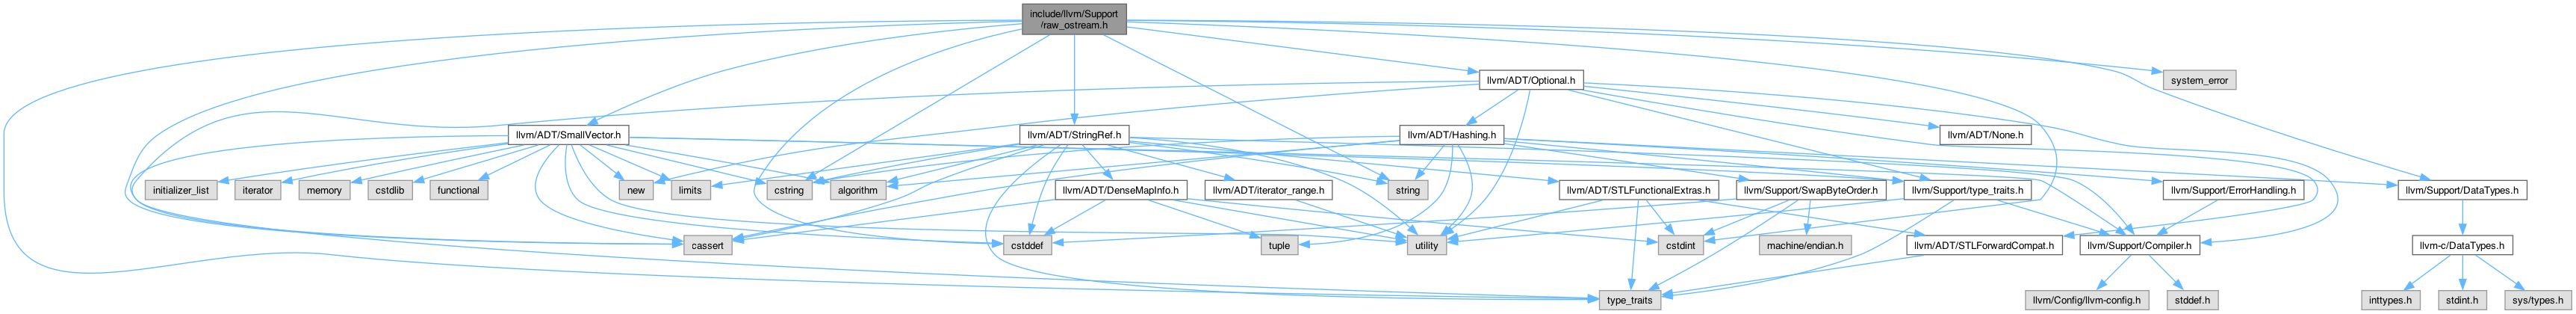 include/llvm/Support
/raw_ostream.h
llvm/ADT/Optional.h
system_error
llvm/ADT/SmallVector.h
llvm/ADT/StringRef.h
llvm/ADT/Hashing.h
llvm/ADT/None.h
initializer_list
iterator
memory
cstdlib
functional
new
limits
cstring
algorithm
llvm/ADT/DenseMapInfo.h
llvm/ADT/iterator_range.h
string
llvm/ADT/STLFunctionalExtras.h
llvm/Support/SwapByteOrder.h
llvm/Support/type_traits.h
llvm/Support/ErrorHandling.h
llvm/Support/DataTypes.h
cassert
cstddef
tuple
utility
cstdint
machine/endian.h
llvm/ADT/STLForwardCompat.h
llvm/Support/Compiler.h
llvm-c/DataTypes.h
type_traits
llvm/Config/llvm-config.h
stddef.h
inttypes.h
stdint.h
sys/types.h